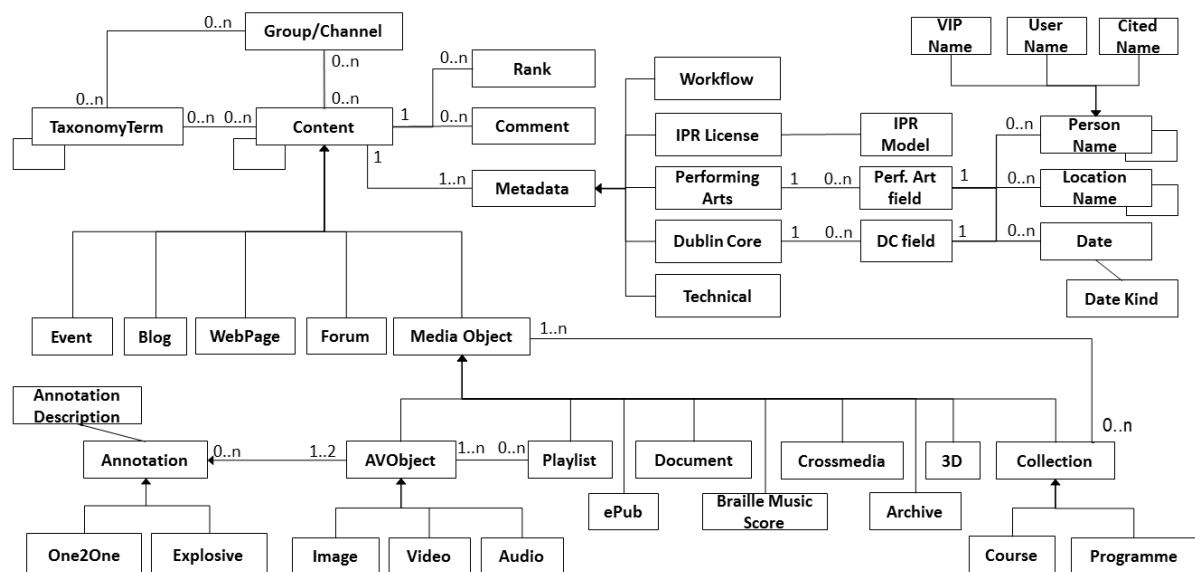 0..n
Group/Channel
0..n
0..n
0..n
TaxonomyTerm
0..n
0..n
0..n
Content
1
1
0..n
Rank
0..n
Comment
1..n
Metadata
Workflow
IPR License
IPR
Model
Performing
Arts
1
0..n
Perf. Art
field
1
Dublin Core
1
0..n
DC field
1
Technical
VIP
Name
User
Name
Cited
Name
0..n
Person
Name
0..n
Location
Name
0..n
Date
Date Kind
Event
Blog
WebPage
Forum
Media Object
1..n
0..n
Annotation
Description
Annotation
0..n
1..2
AVObject
1..n
0..n
Playlist
Document
Crossmedia
3D
Collection
ePub
Braille Music
Score
Archive
One2One
Explosive
Image
Video
Audio
Course
Programme